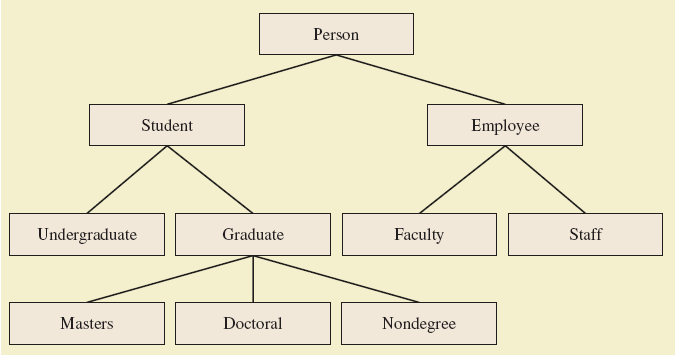 Person
Student
Employee
Undergraduate
Graduate
Faculty
Staff
Masters
Doctoral
Nondegree